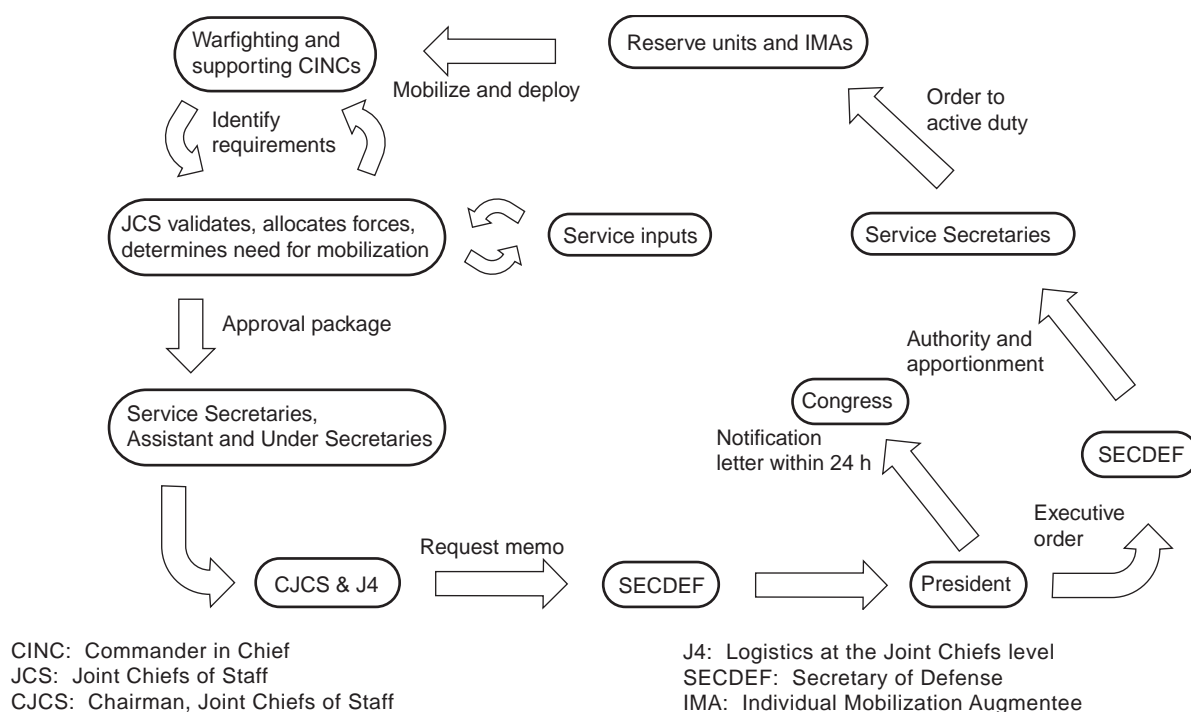 Warfighting and
supporting CINCs
Reserve units and IMAs
Mobilize and deploy
Order to
active duty
Identify
requirements
JCS validates, allocates forces,
determines need for mobilization
Service inputs
Service Secretaries
Approval package
Authority and
apportionment
Service Secretaries,
Assistant and Under Secretaries
Congress
Notification
letter within 24 h
SECDEF
Executive
order
Request memo
CJCS & J4
SECDEF
President
CINC: Commander in Chief
JCS: Joint Chiefs of Staff
CJCS: Chairman, Joint Chiefs of Staff
J4: Logistics at the Joint Chiefs level
SECDEF: Secretary of Defense
IMA: Individual Mobilization Augmentee